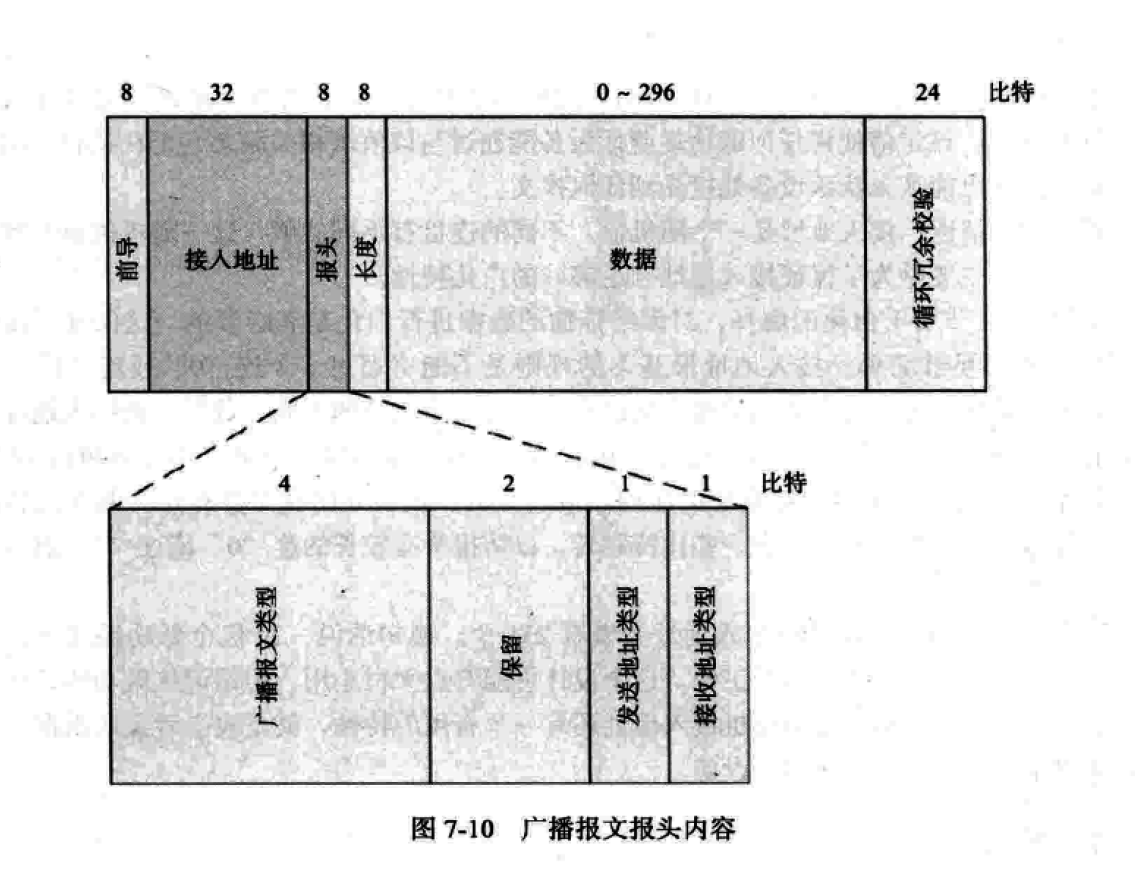 8 32 8 8 0 ~ 296 24 比特
前导 接入地址 报头 长度 数据 循环冗余校验
4 2 1 1 比特
广播报文类型 保留 发送地址类型 接收地址类型
图 7-10 广播报文报头内容